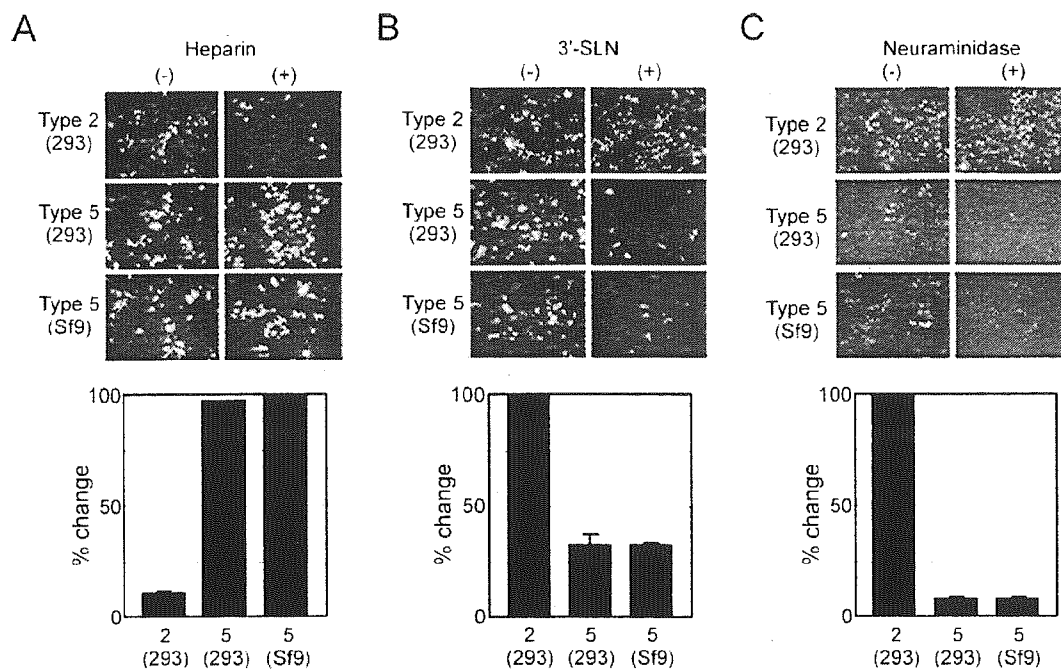 A
Heparin
(-) (+)
Type 2
(293)
Type 5
(293)
Type 5
(Sf9)
100
50
0
% change
2 5 5
(293) (293) (Sf9)
B
3'-SLN
(-) (+)
Type 2
(293)
Type 5
(293)
Type 5
(Sf9)
100
50
0
% change
2 5 5
(293) (293) (Sf9)
C
Neuraminidase
(-) (+)
Type 2
(293)
Type 5
(293)
Type 5
(Sf9)
100
50
0
% change
2 5 5
(293) (293) (Sf9)